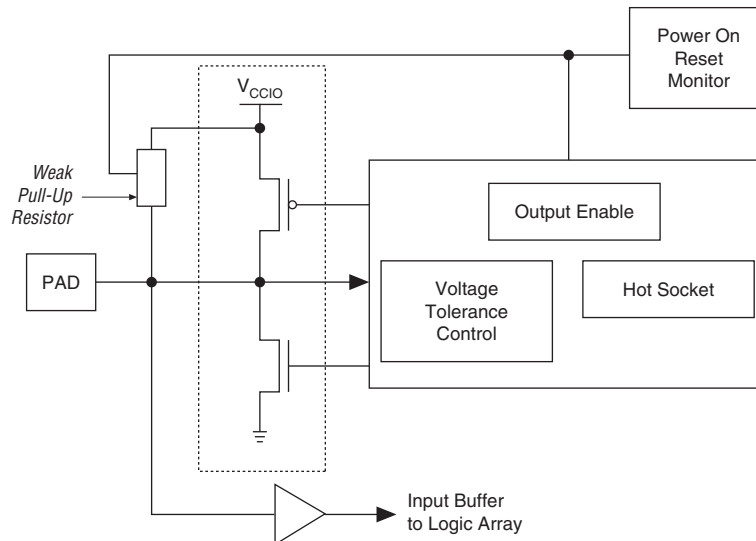 Power On
Reset
Monitor
V_CCIO
Weak
Pull-Up
Resistor
Output Enable
PAD
Voltage
Tolerance
Control
Hot Socket
Input Buffer
to Logic Array